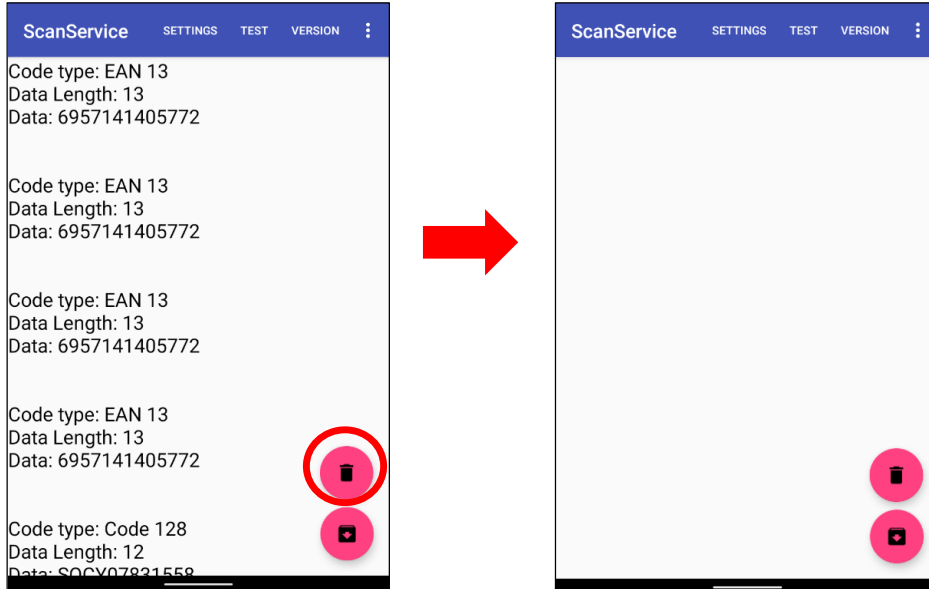 ScanService SETTINGS TEST VERSION
Code type: EAN 13
Data Length: 13
Data: 6957141405772
Code type: EAN 13
Data Length: 13
Data: 6957141405772
Code type: EAN 13
Data Length: 13
Data: 6957141405772
Code type: EAN 13
Data Length: 13
Data: 6957141405772
Code type: Code 128
Data Length: 12
Data: SOCY07831558
ScanService SETTINGS TEST VERSION